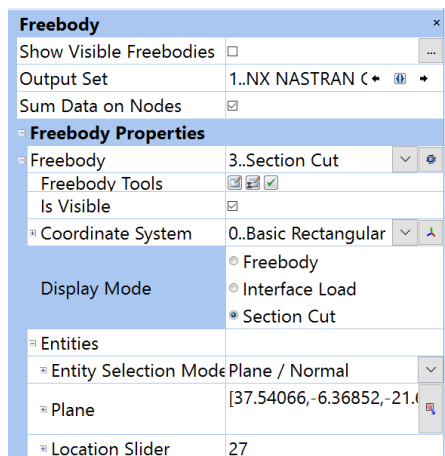 Freebody ×
Show Visible Freebodies ...
Output Set 1..NX NASTRAN
Sum Data on Nodes
Freebody Properties
Freebody 3..Section Cut
Freebody Tools
Is Visible
Coordinate System 0..Basic Rectangular
Freebody
Display Mode Interface Load
Section Cut
Entities
Entity Selection Mode Plane / Normal
Plane [37.54066,-6.36852,-21.
Location Slider 27